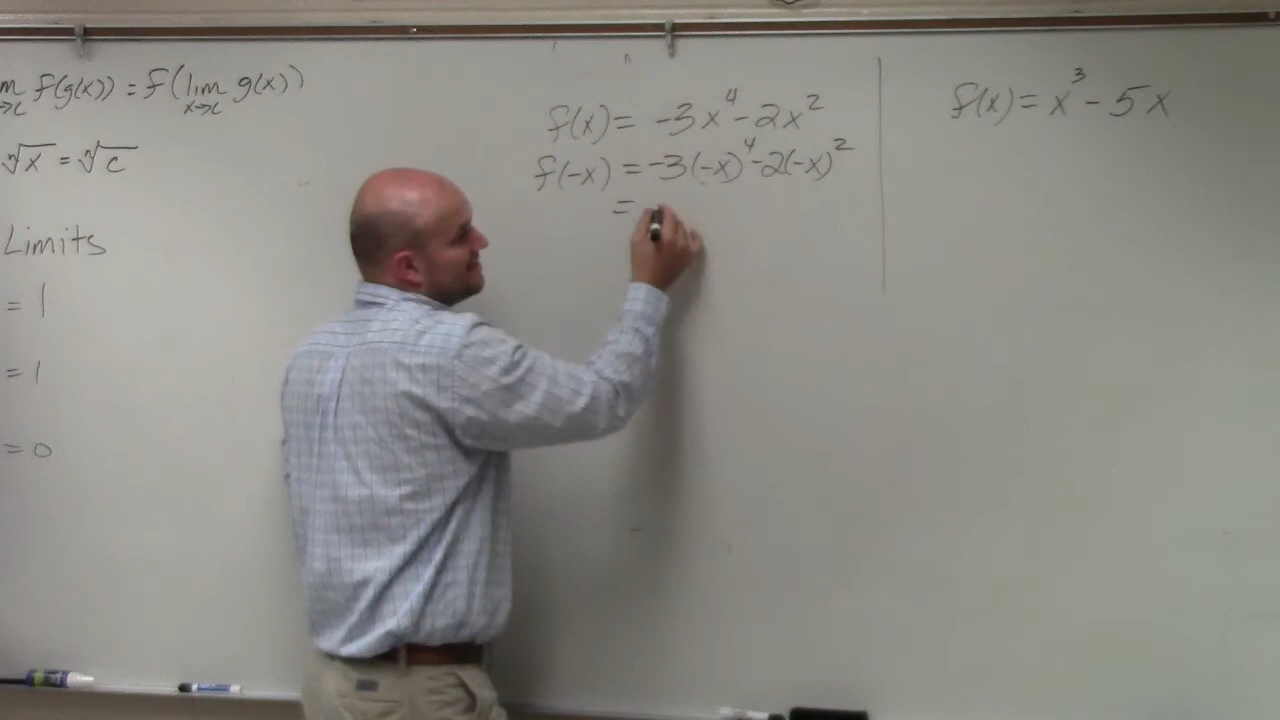 m f(g(x)) = f(lim g(x))
→c x→c
ⁿ√x = ⁿ√c
Limits
= 1
= 1
= 0
f(x) = -3x⁴ - 2x²
f(-x) = -3(-x)⁴ - 2(-x)²
=
f(x) = x³ - 5x